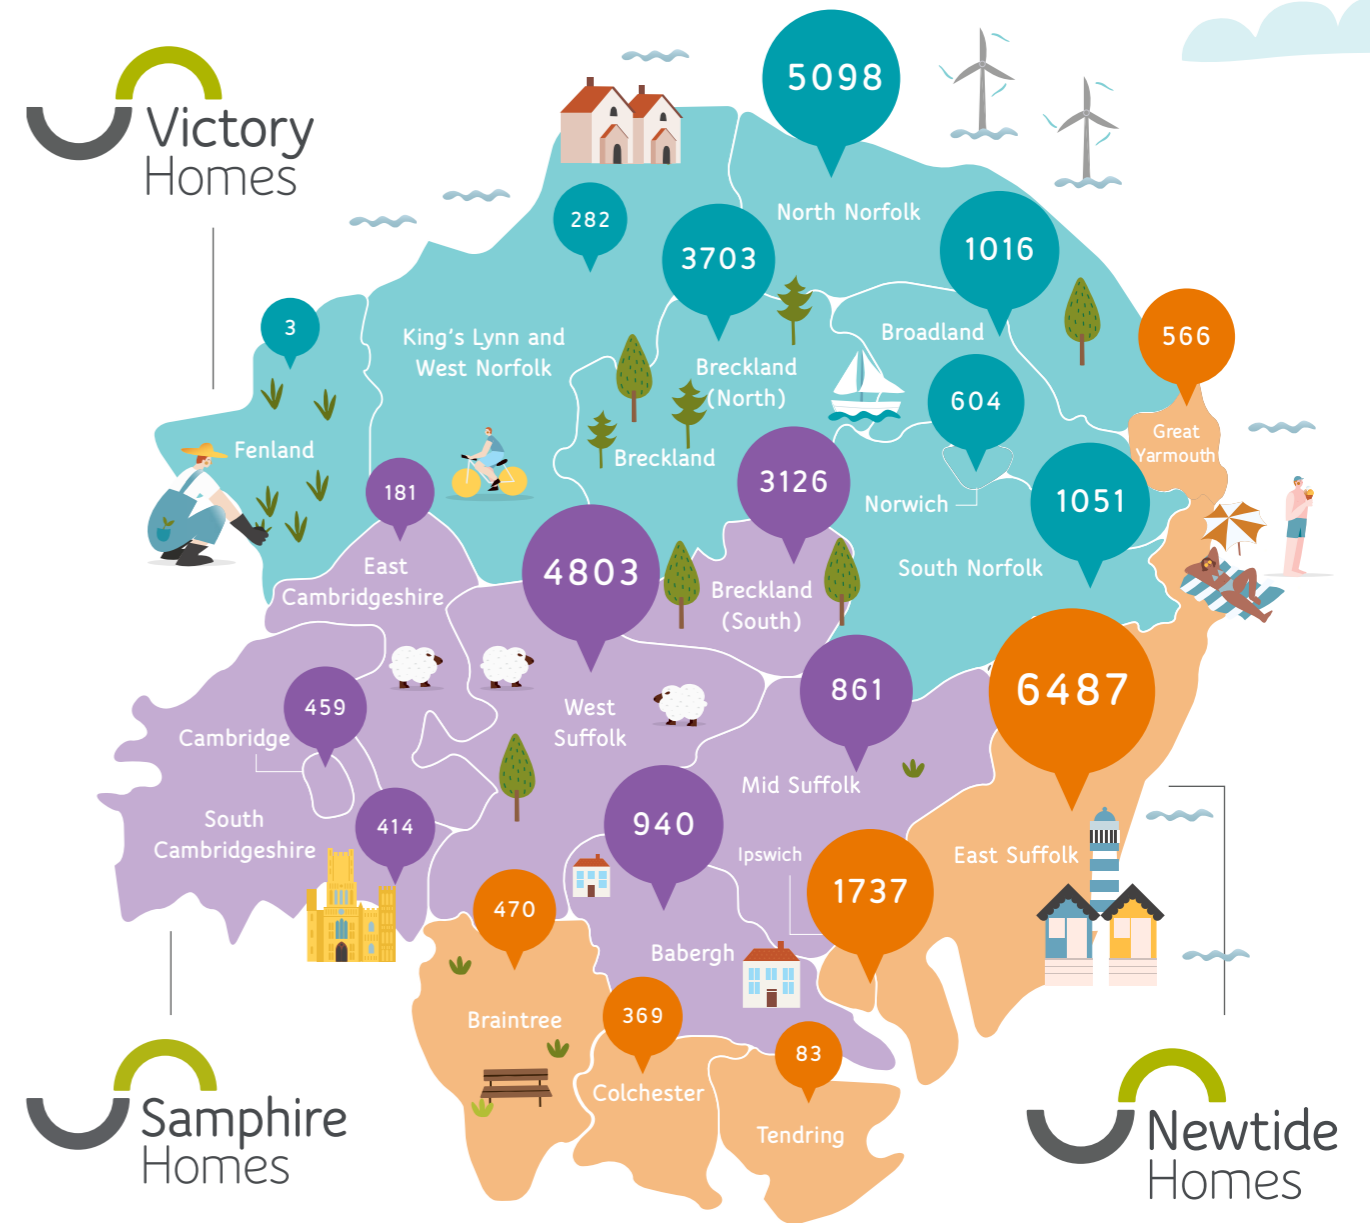 5098
Victory
Homes
282
North Norfolk
3703
1016
3
King's Lynn and
West Norfolk
Broadland
566
Breckland
(North)
604
Great
Yarmouth
Fenland
Breckland
181
3126
Norwich
1051
East
Cambridgeshire
4803
Breckland
(South)
South Norfolk
459
861
6487
Cambridge
West
Suffolk
Mid Suffolk
South
Cambridgeshire
414
940
Ipswich
East Suffolk
1737
470
Babergh
Braintree
369
83
Colchester
Tendring
Samphire
Homes
Newtide
Homes